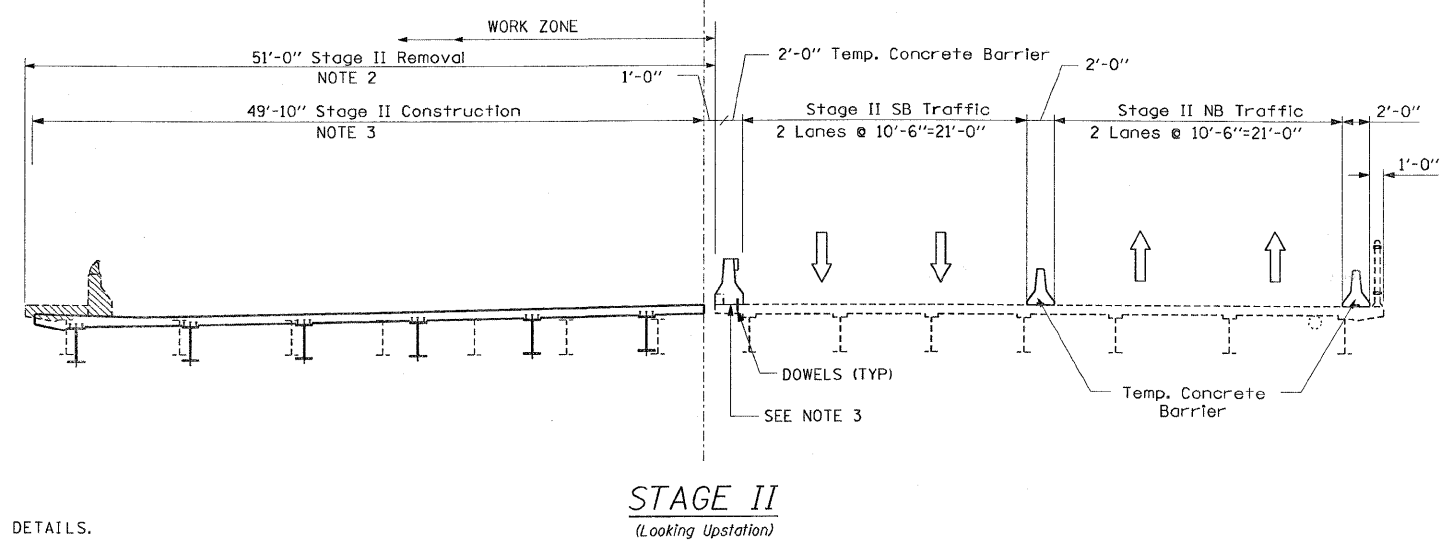 WORK ZONE
51'-0" Stage II Removal
NOTE 2
1'-0"
2'-0" Temp. Concrete Barrier
2'-0"
49'-10" Stage II Construction
NOTE 3
Stage II SB Traffic
2 Lanes @ 10'-6"=21'-0"
Stage II NB Traffic
2 Lanes @ 10'-6"=21'-0"
2'-0"
1'-0"
DOWELS (TYP)
SEE NOTE 3
Temp. Concrete
Barrier
STAGE II
(Looking Upstation)
DETAILS.